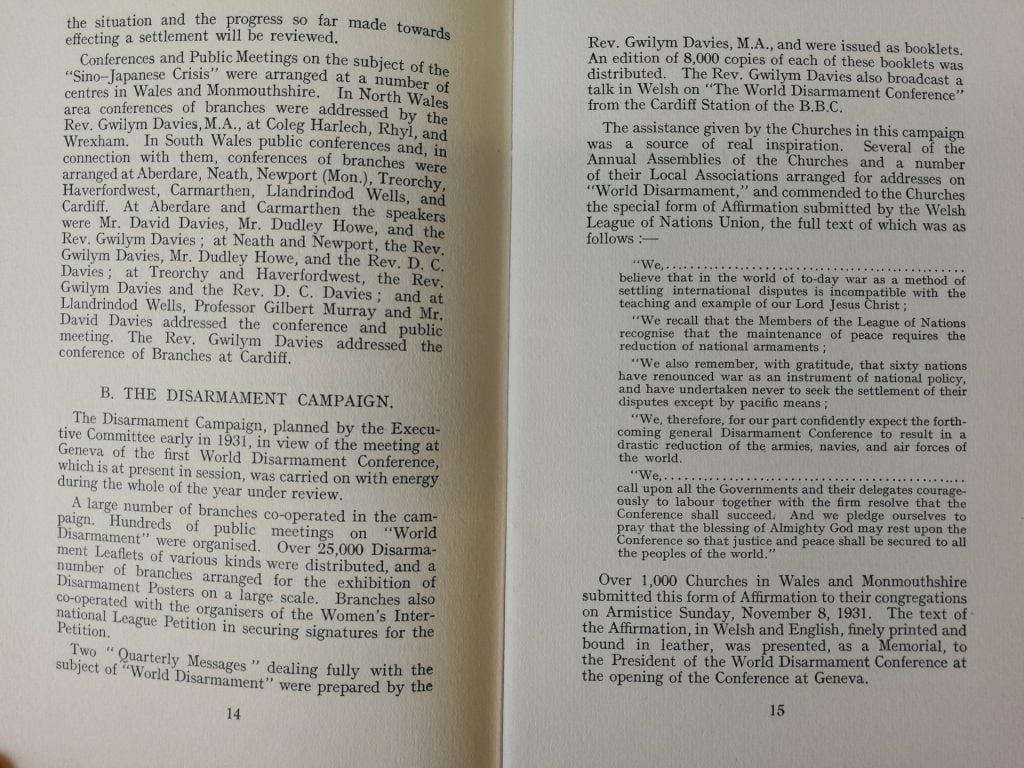 the situation and the progress so far made towards
effecting a settlement will be reviewed.
Conferences and Public Meetings on the subject of the
"Sino-Japanese Crisis" were arranged at a number of
centres in Wales and Monmouthshire. In North Wales
area conferences of branches were addressed by the
Rev. Gwilym Davies, M.A., at Coleg Harlech, Rhyl, and
Wrexham. In South Wales public conferences and, in
connection with them, conferences of branches were
arranged at Aberdare, Neath, Newport (Mon.), Treorchy,
Haverfordwest, Carmarthen, Llandrindod Wells, and
Cardiff. At Aberdare and Carmarthen the speakers
were Mr. David Davies, Mr. Dudley Howe, and the
Rev. Gwilym Davies ; at Neath and Newport, the Rev.
Gwilym Davies, Mr. Dudley Howe, and the Rev. D. C.
Davies ; at Treorchy and Haverfordwest, the Rev.
Gwilym Davies and the Rev. D. C. Davies ; and at
Llandrindod Wells, Professor Gilbert Murray and Mr.
David Davies addressed the conference and public
meeting. The Rev. Gwilym Davies addressed the
conference of Branches at Cardiff.
B. THE DISARMAMENT CAMPAIGN.
The Disarmament Campaign, planned by the Execu-
tive Committee early in 1931, in view of the meeting at
Geneva of the first World Disarmament Conference,
which is at present in session, was carried on with energy
during the whole of the year under review.
A large number of branches co-operated in the cam-
paign. Hundreds of public meetings on "World
Disarmament" were organised. Over 25,000 Disarma-
ment Leaflets of various kinds were distributed, and a
number of branches arranged for the exhibition of
Disarmament Posters on a large scale. Branches also
co-operated with the organisers of the Women's Inter-
national League Petition in securing signatures for the
Petition.
Two " Quarterly Messages " dealing fully with the
subject of "World Disarmament" were prepared by the
14
Rev. Gwilym Davies, M.A., and were issued as booklets.
An edition of 8,000 copies of each of these booklets was
distributed. The Rev. Gwilym Davies also broadcast a
talk in Welsh on "The World Disarmament Conference"
from the Cardiff Station of the B.B.C.
The assistance given by the Churches in this campaign
was a source of real inspiration. Several of the
Annual Assemblies of the Churches and a number
of their Local Associations arranged for addresses on
"World Disarmament," and commended to the Churches
the special form of Affirmation submitted by the Welsh
League of Nations Union, the full text of which was as
follows :—
"We,..............................................
believe that in the world of to-day war as a method of
settling international disputes is incompatible with the
teaching and example of our Lord Jesus Christ ;
"We recall that the Members of the League of Nations
recognise that the maintenance of peace requires the
reduction of national armaments ;
"We also remember, with gratitude, that sixty nations
have renounced war as an instrument of national policy,
and have undertaken never to seek the settlement of their
disputes except by pacific means ;
"We, therefore, for our part confidently expect the forth-
coming general Disarmament Conference to result in a
drastic reduction of the armies, navies, and air forces of
the world.
"We,..............................................
call upon all the Governments and their delegates courage-
ously to labour together with the firm resolve that the
Conference shall succeed. And we pledge ourselves to
pray that the blessing of Almighty God may rest upon the
Conference so that justice and peace shall be secured to all
the peoples of the world."
Over 1,000 Churches in Wales and Monmouthshire
submitted this form of Affirmation to their congregations
on Armistice Sunday, November 8, 1931. The text of
the Affirmation, in Welsh and English, finely printed and
bound in leather, was presented, as a Memorial, to
the President of the World Disarmament Conference at
the opening of the Conference at Geneva.
15